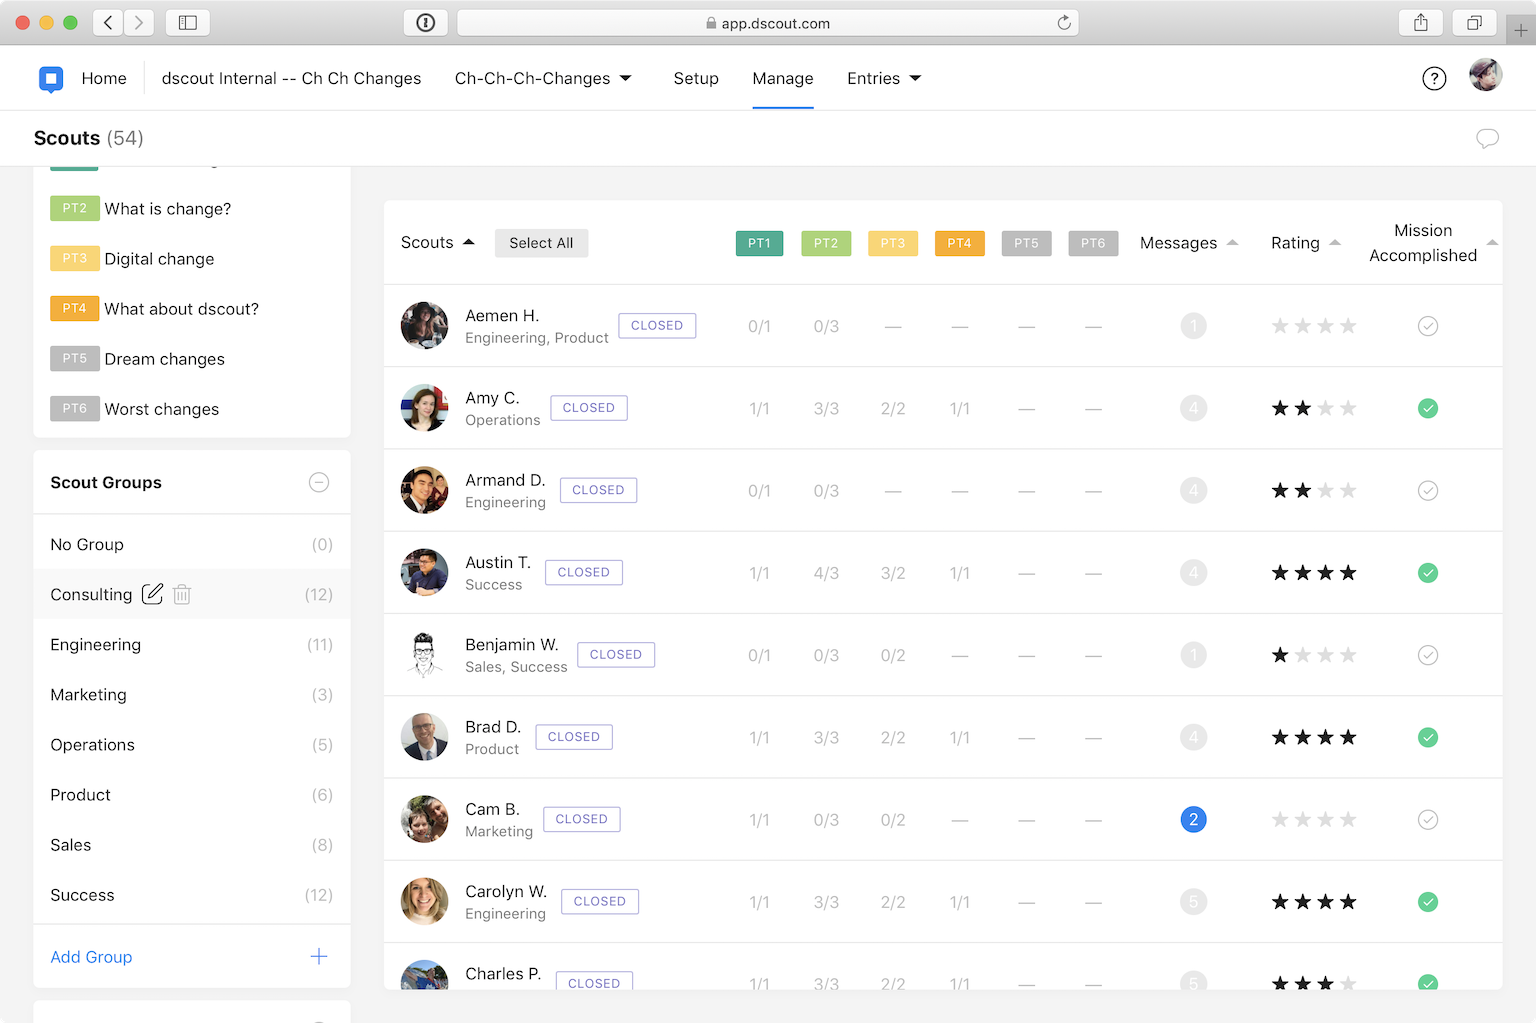 app.dscout.com
Home
dscout Internal -- Ch Ch Changes
Ch-Ch-Ch-Changes
Setup
Manage
Entries
?
Scouts (54)
PT2 What is change?
PT3 Digital change
PT4 What about dscout?
PT5 Dream changes
PT6 Worst changes
Scout Groups
No Group (0)
Consulting (12)
Engineering (11)
Marketing (3)
Operations (5)
Product (6)
Sales (8)
Success (12)
Add Group
Scouts Select All PT1 PT2 PT3 PT4 PT5 PT6 Messages Rating Mission
Accomplished
Aemen H.
Engineering, Product
CLOSED 0/1 0/3 — — — — 1
Amy C.
Operations
CLOSED 1/1 3/3 2/2 1/1 — — 4
Armand D.
Engineering
CLOSED 0/1 0/3 — — — — 4
Austin T.
Success
CLOSED 1/1 4/3 3/2 1/1 — — 4
Benjamin W.
Sales, Success
CLOSED 0/1 0/3 0/2 — — — 1
Brad D.
Product
CLOSED 1/1 3/3 2/2 1/1 — — 4
Cam B.
Marketing
CLOSED 1/1 0/3 0/2 — — — 2
Carolyn W.
Engineering
CLOSED 1/1 3/3 2/2 1/1 — — 5
Charles P.
CLOSED 1/1 3/3 2/2 1/1 — — 5